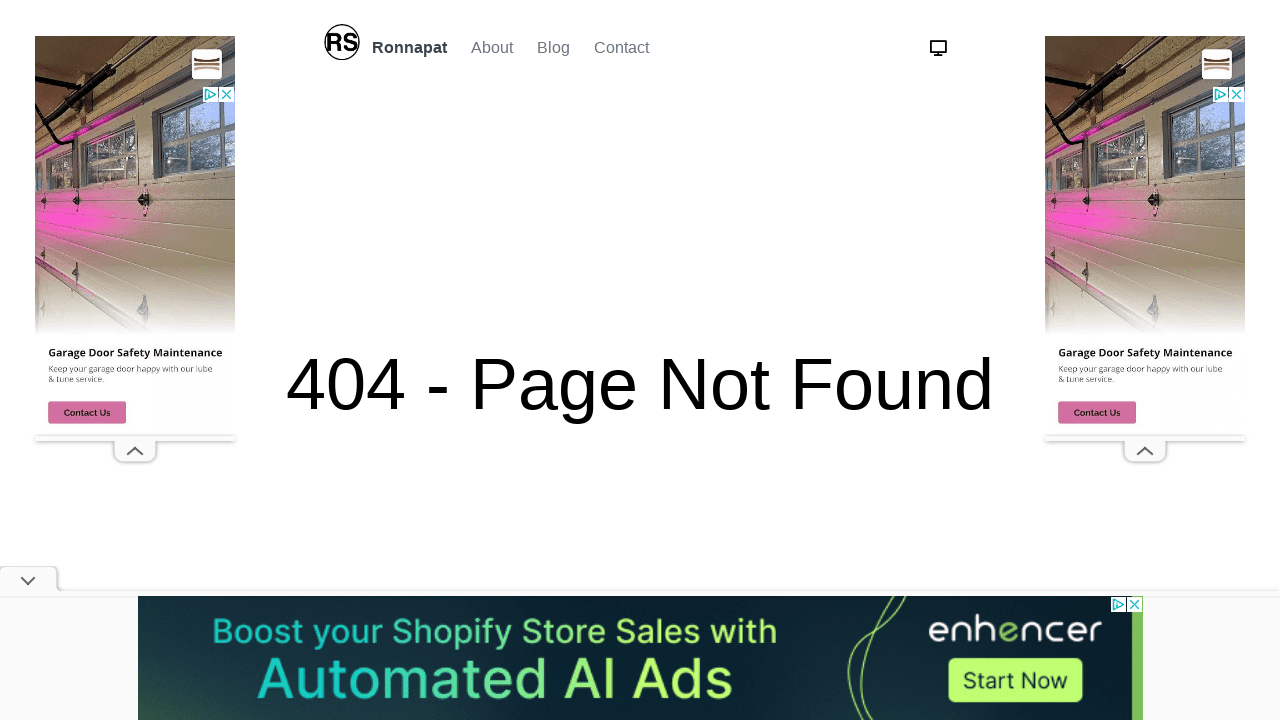 RS Ronnapat About Blog Contact
404 - Page Not Found
Garage Door Safety Maintenance
Keep your garage door happy with our lube
& tune service.
Contact Us
Garage Door Safety Maintenance
Keep your garage door happy with our lube
& tune service.
Contact Us
Boost your Shopify Store Sales with
Automated AI Ads
enhencer
Start Now